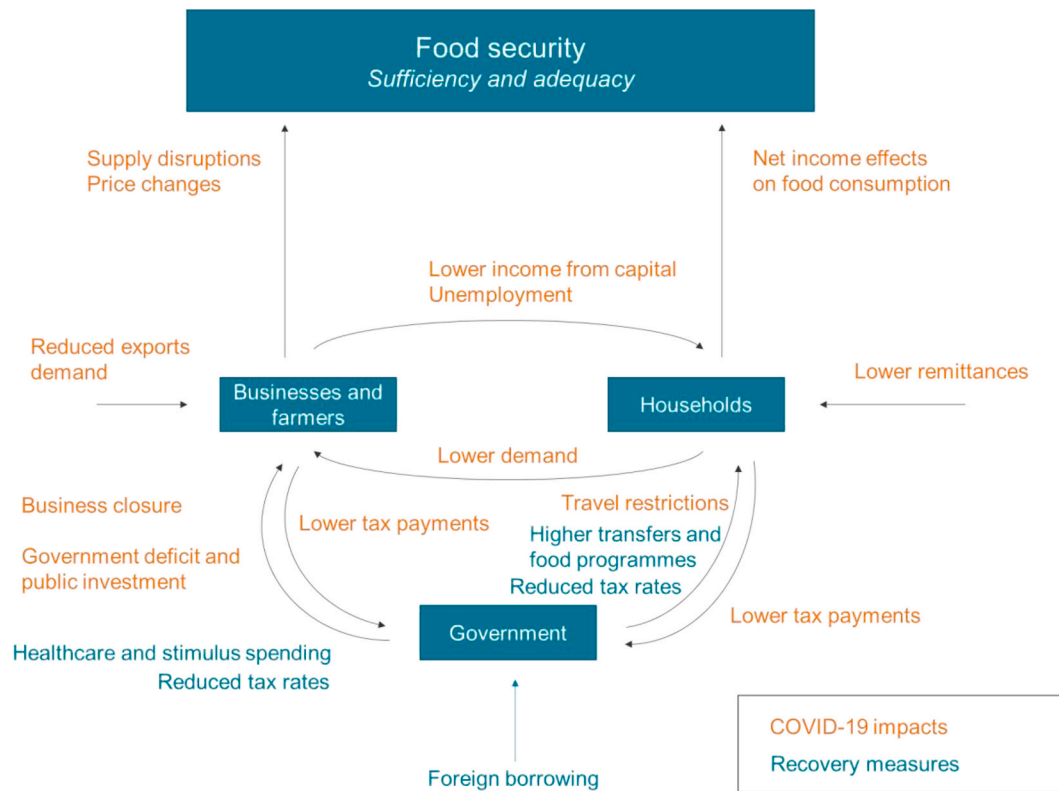 Food security
Sufficiency and adequacy
Supply disruptions
Price changes
Net income effects
on food consumption
Lower income from capital
Unemployment
Reduced exports
demand
Businesses and
farmers
Households
Lower remittances
Lower demand
Business closure
Lower tax payments
Travel restrictions
Higher transfers and
food programmes
Reduced tax rates
Government deficit and
public investment
Government
Lower tax payments
Healthcare and stimulus spending
Reduced tax rates
Foreign borrowing
COVID-19 impacts
Recovery measures